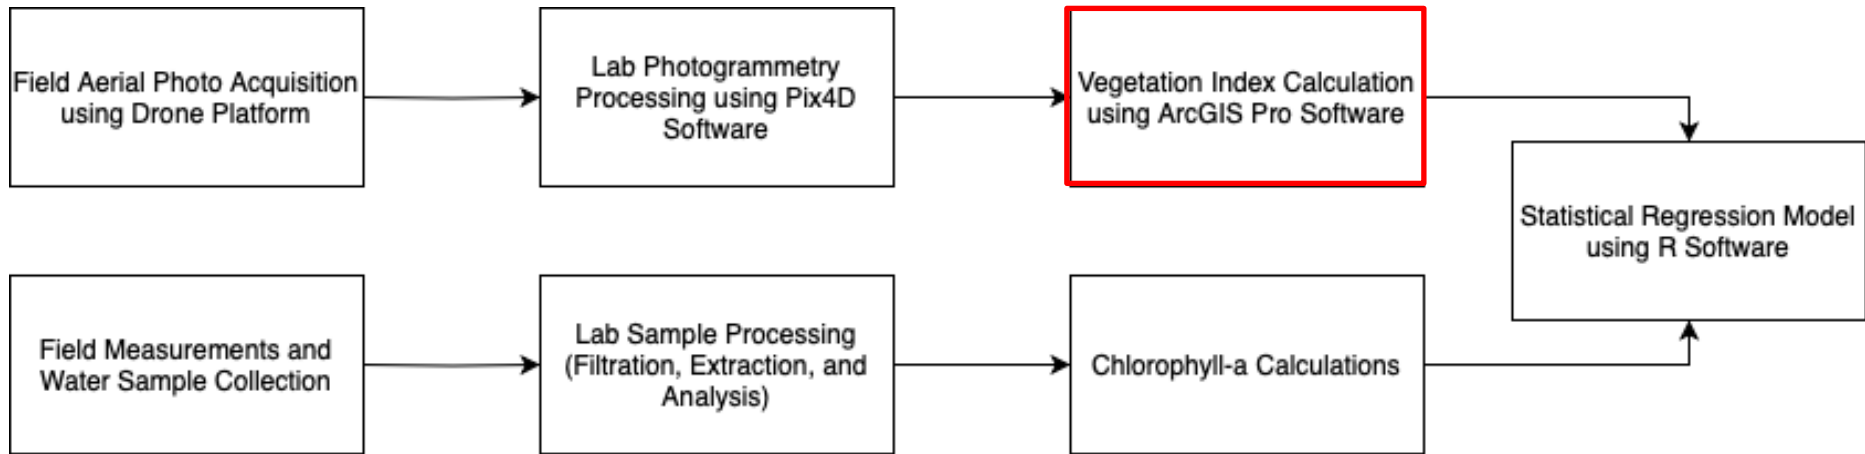 Field Aerial Photo Acquisition
using Drone Platform
Lab Photogrammetry
Processing using Pix4D
Software
Vegetation Index Calculation
using ArcGIS Pro Software
Statistical Regression Model
using R Software
Field Measurements and
Water Sample Collection
Lab Sample Processing
(Filtration, Extraction, and
Analysis)
Chlorophyll-a Calculations